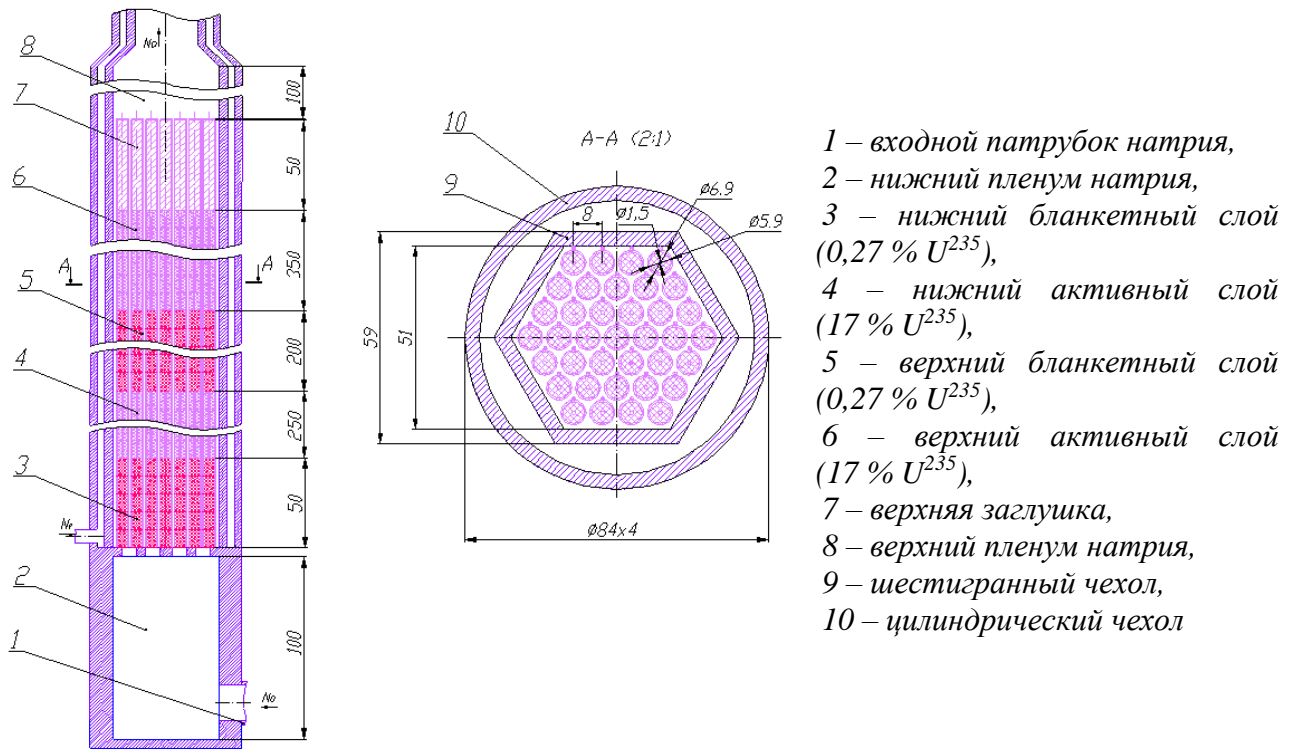 8
7
6
5
4
3
2
1
Na
A
A
Na
100
50
350
200
250
50
100
10
9
А-А (2:1)
ø6.9
8
ø1,5
ø5.9
59
51
ø84x4
1 – входной патрубок натрия,
2 – нижний пленум натрия,
3 – нижний бланкетный слой
(0,27 % U²³⁵),
4 – нижний активный слой
(17 % U²³⁵),
5 – верхний бланкетный слой
(0,27 % U²³⁵),
6 – верхний активный слой
(17 % U²³⁵),
7 – верхняя заглушка,
8 – верхний пленум натрия,
9 – шестигранный чехол,
10 – цилиндрический чехол